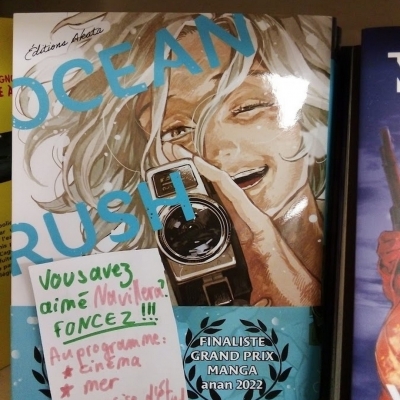 Éditions Akata
OCEAN
RUSH
Vous avez
aimé Navillera?
FONCEZ !!!
Au programme:
★ cinéma
★ mer
FINALISTE
GRAND PRIX
MANGA
anan 2022